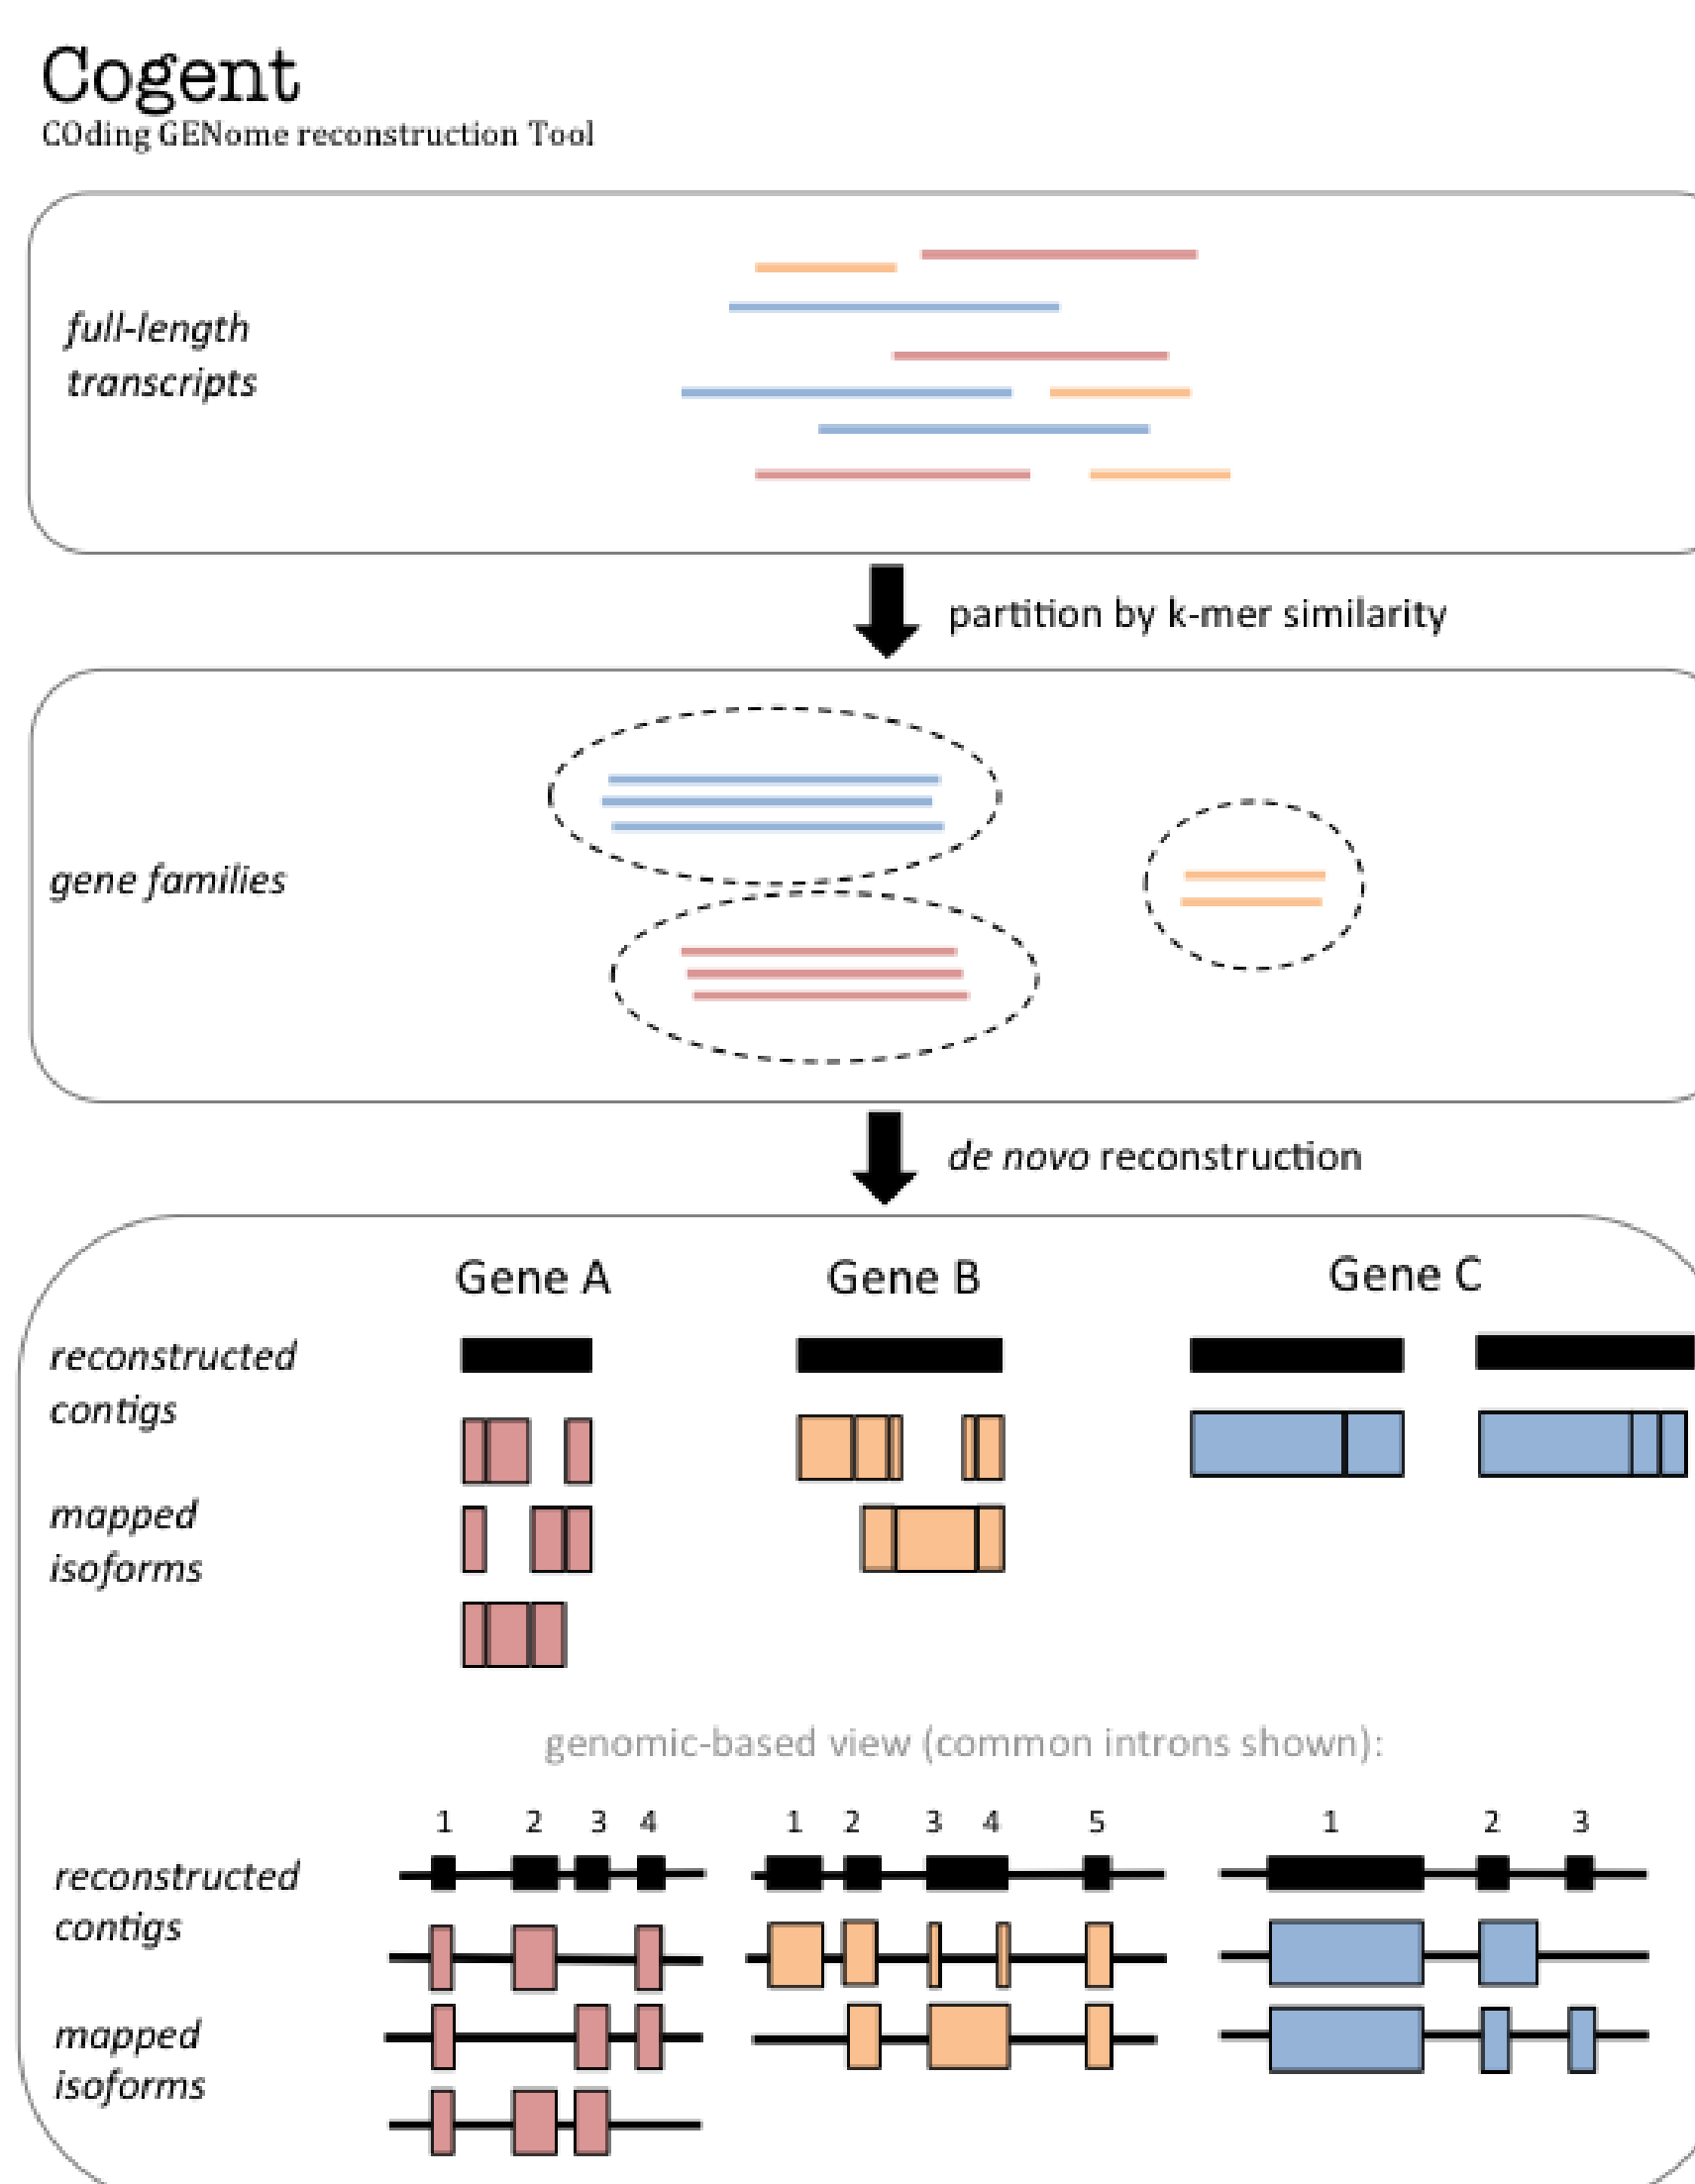 Cogent
COding GENome reconstruction Tool
full-length
transcripts
partition by k-mer similarity
gene families
de novo reconstruction
Gene A
Gene B
Gene C
reconstructed
contigs
mapped
isoforms
genomic-based view (common introns shown):
1 2 3 4 1 2 3 4 5 1 2 3
reconstructed
contigs
mapped
isoforms